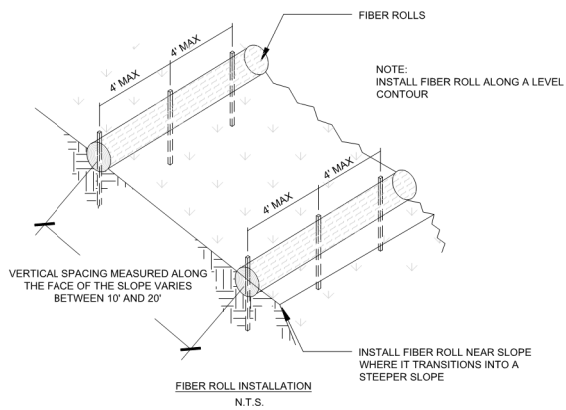 FIBER ROLLS
4' MAX
4' MAX
NOTE:
INSTALL FIBER ROLL ALONG A LEVEL
CONTOUR
4' MAX
4' MAX
VERTICAL SPACING MEASURED ALONG
THE FACE OF THE SLOPE VARIES
BETWEEN 10' AND 20'
INSTALL FIBER ROLL NEAR SLOPE
WHERE IT TRANSITIONS INTO A
STEEPER SLOPE
FIBER ROLL INSTALLATION
N.T.S.